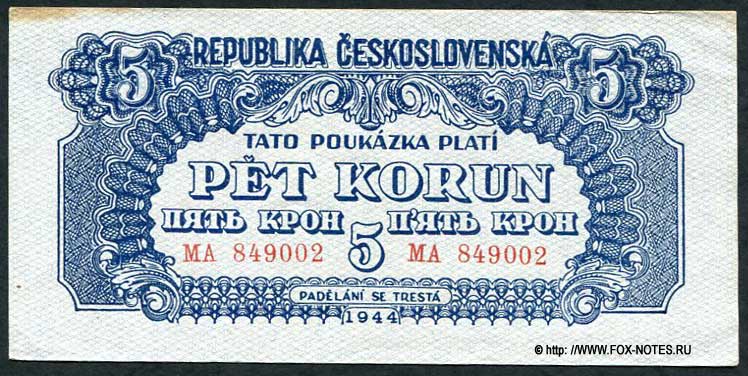 5 REPUBLIKA ČESKOSLOVENSKÁ 5
TATO POUKÁZKA PLATÍ
PĚT KORUN
ПЯТЬ КРОН П'ЯТЬ КРОН
MA 849002 5 MA 849002
PADĚLÁNÍ SE TRESTÁ
1944
© http: //WWW.FOX-NOTES.RU